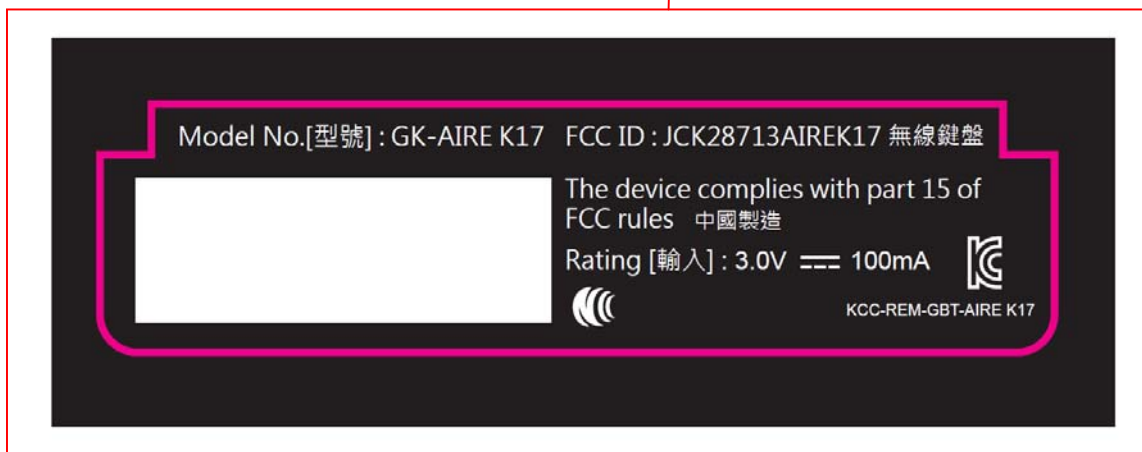 Model No.[型號] : GK-AIRE K17 FCC ID : JCK28713AIREK17 無線鍵盤
The device complies with part 15 of
FCC rules 中國製造
Rating [輸入] : 3.0V 100mA
KCC-REM-GBT-AIRE K17